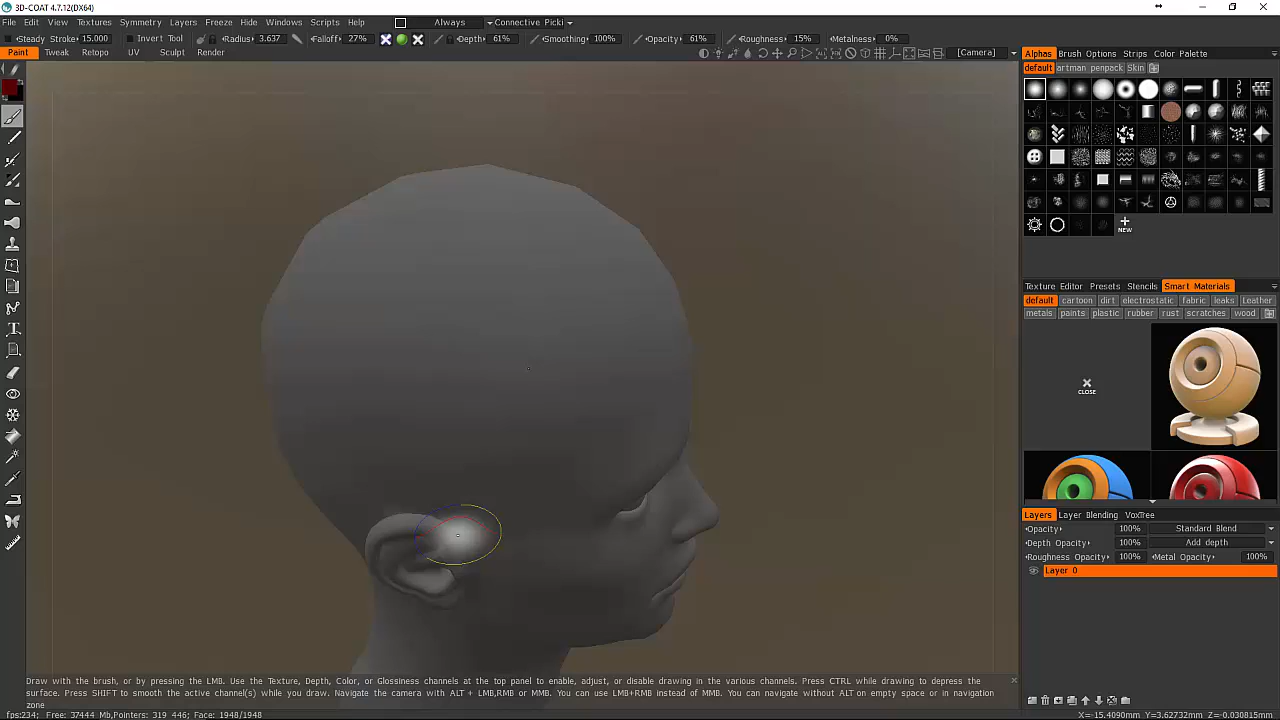 3D-COAT 4.7.12(DX64)
File Edit View Textures Symmetry Layers Freeze Hide Windows Scripts Help Always Connective Picki
Steady Stroke 15.000 Invert Tool Radius 3.637 Falloff 27% Depth: 61% Smoothing: 100% Opacity: 61% Roughness: 15% Metalness: 0%
Paint Tweak Retopo UV Sculpt Render [Camera]
Alphas Brush Options Strips Color Palette
default artman penpack Skin
NEW
Texture Editor Presets Stencils Smart Materials
default cartoon dirt electrostatic fabric leaks Leather
metals paints plastic rubber rust scratches wood
CLOSE
Layers Layer Blending VoxTree
Opacity: 100% Standard Blend
Depth Opacity: 100% Add depth
Roughness Opacity: 100% Metal Opacity: 100%
Layer 0
Draw with the brush, or by pressing the LMB. Use the Texture, Depth, Color, or Glossiness channels at the top panel to enable, adjust, or disable drawing in the various channels. Press CTRL while drawing to depress the
surface. Press SHIFT to smooth the active channel(s) while you draw. Navigate the camera with ALT + LMB,RMB or MMB. You can use LMB+RMB instead of MMB. You can navigate without ALT on empty space or in navigation
zone
fps:234; Free: 37444 Mb,Pointers: 319 446; Face: 1948/1948
X=-15.4090mm Y=3.62732mm Z=-0.030815mm